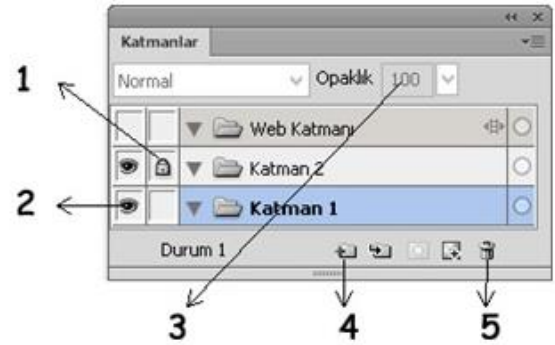 Katmanlar
1
Normal Opaklık 100
Web Katmanı
Katman 2
2
Katman 1
Durum 1
3 4 5